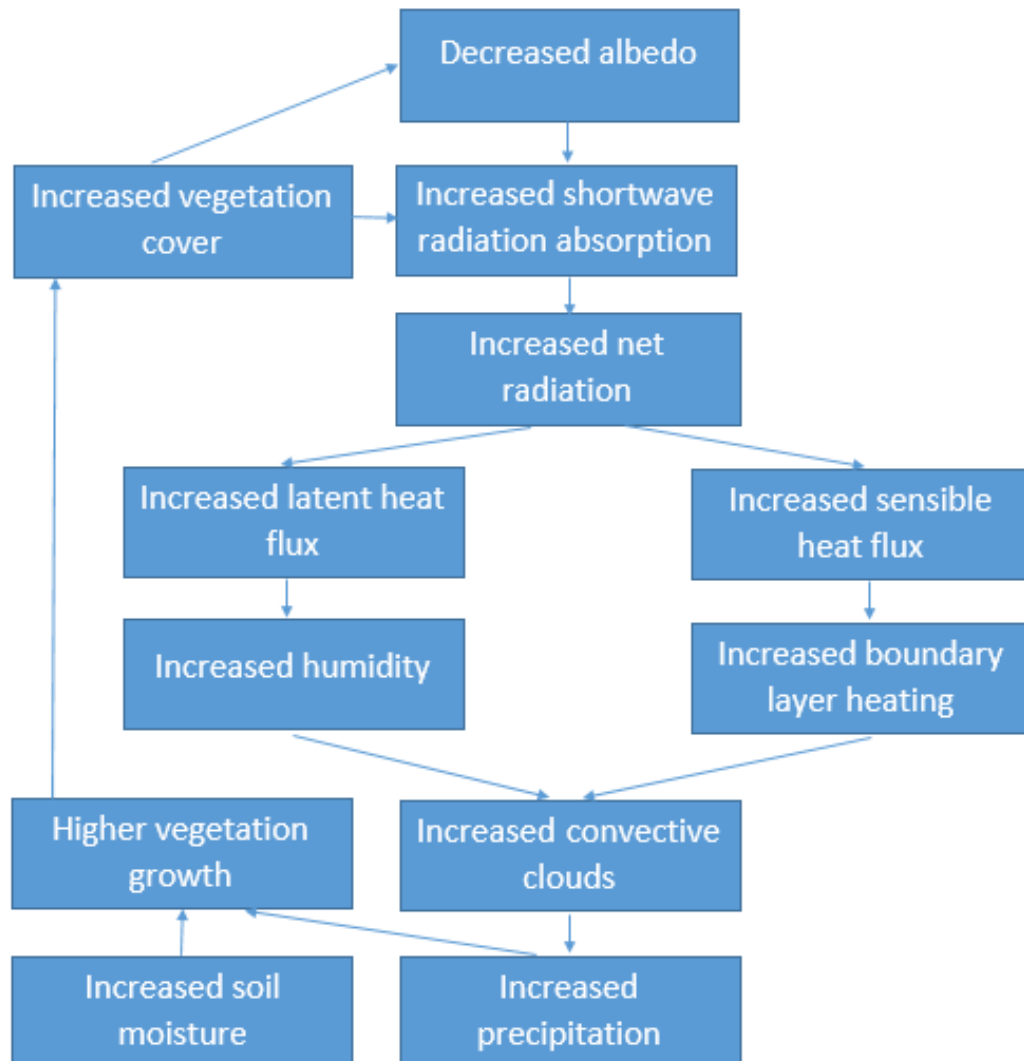 Decreased albedo
Increased vegetation
cover
Increased shortwave
radiation absorption
Increased net
radiation
Increased latent heat
flux
Increased sensible
heat flux
Increased humidity
Increased boundary
layer heating
Higher vegetation
growth
Increased convective
clouds
Increased soil
moisture
Increased
precipitation